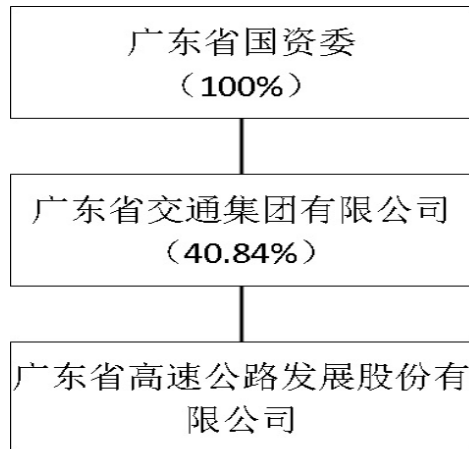 广东省国资委
（100%）
广东省交通集团有限公司
（40.84%）
广东省高速公路发展股份有
限公司